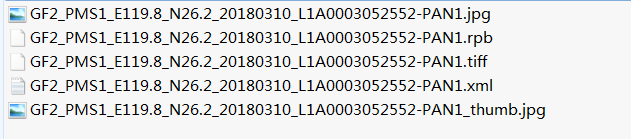 GF2_PMS1_E119.8_N26.2_20180310_L1A0003052552-PAN1.jpg
GF2_PMS1_E119.8_N26.2_20180310_L1A0003052552-PAN1.rpb
GF2_PMS1_E119.8_N26.2_20180310_L1A0003052552-PAN1.tiff
GF2_PMS1_E119.8_N26.2_20180310_L1A0003052552-PAN1.xml
GF2_PMS1_E119.8_N26.2_20180310_L1A0003052552-PAN1_thumb.jpg